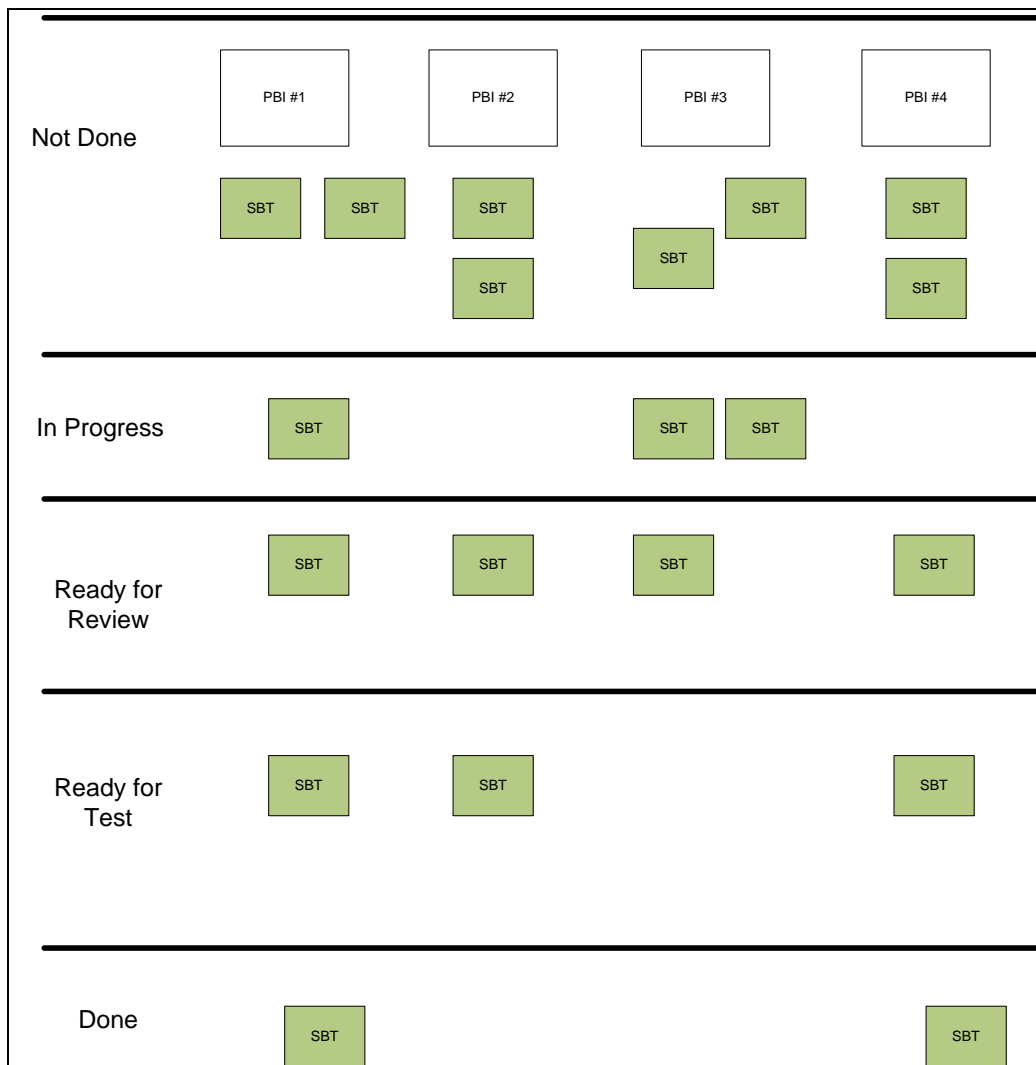 PBI #1 PBI #2 PBI #3 PBI #4
Not Done
SBT SBT SBT SBT SBT
SBT
SBT SBT
In Progress
SBT SBT SBT
SBT SBT SBT SBT
Ready for
Review
Ready for
Test
SBT SBT SBT
Done
SBT SBT